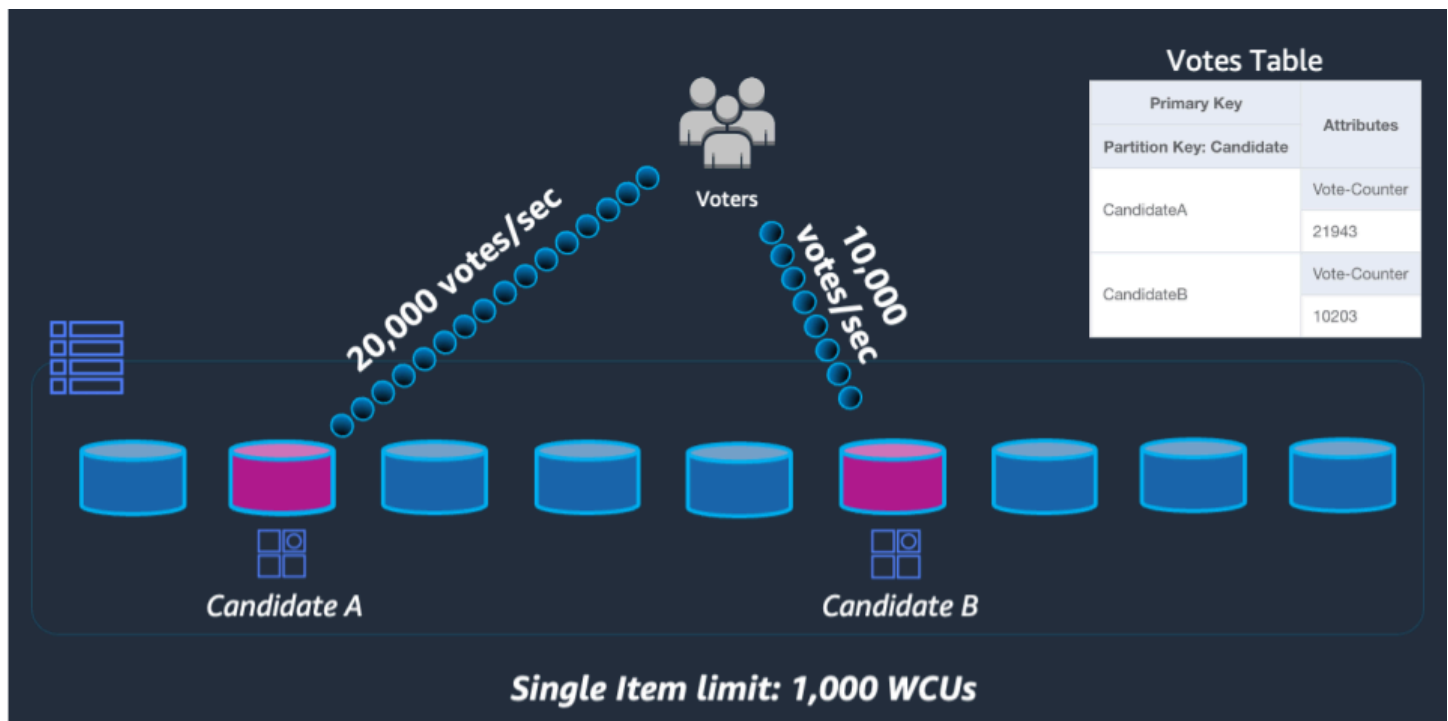 Votes Table
Primary Key
Attributes
Partition Key: Candidate
CandidateA
Vote-Counter
21943
CandidateB
Vote-Counter
10203
Voters
20,000 votes/sec
10,000
votes/sec
Candidate A
Candidate B
Single Item limit: 1,000 WCUs